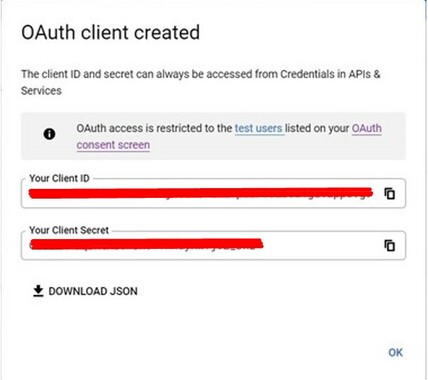 OAuth client created
The client ID and secret can always be accessed from Credentials in APIs &
Services
OAuth access is restricted to the test users listed on your OAuth
consent screen
Your Client ID
Your Client Secret
DOWNLOAD JSON
OK